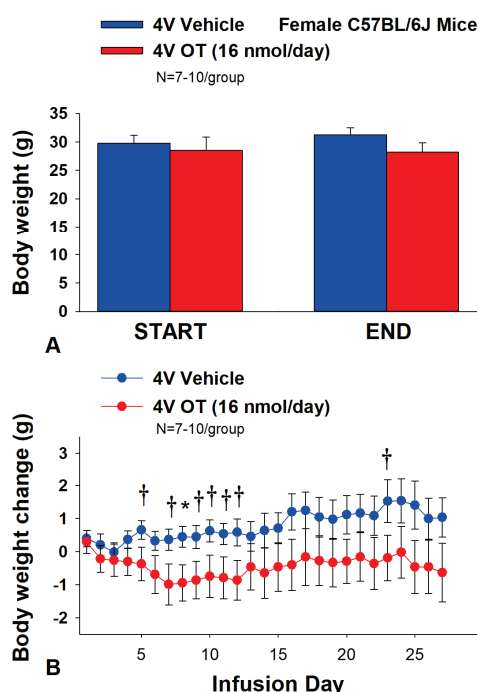 4V Vehicle Female C57BL/6J Mice
4V OT (16 nmol/day)
N=7-10/group
Body weight (g)
35
30
25
20
15
10
5
0
START END
A
4V Vehicle
4V OT (16 nmol/day)
N=7-10/group
Body weight change (g)
3
2
1
0
-1
-2
† † * † † † † †
5 10 15 20 25
Infusion Day
B